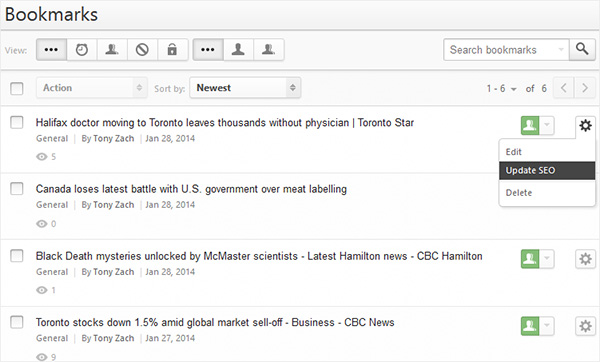 Bookmarks
View:
Search bookmarks
Action Sort by: Newest 1 - 6 of 6
Halifax doctor moving to Toronto leaves thousands without physician | Toronto Star
General | By Tony Zach | Jan 28, 2014
5
Edit
Update SEO
Delete
Canada loses latest battle with U.S. government over meat labelling
General | By Tony Zach | Jan 28, 2014
0
Black Death mysteries unlocked by McMaster scientists - Latest Hamilton news - CBC Hamilton
General | By Tony Zach | Jan 28, 2014
1
Toronto stocks down 1.5% amid global market sell-off - Business - CBC News
General | By Tony Zach | Jan 27, 2014
9